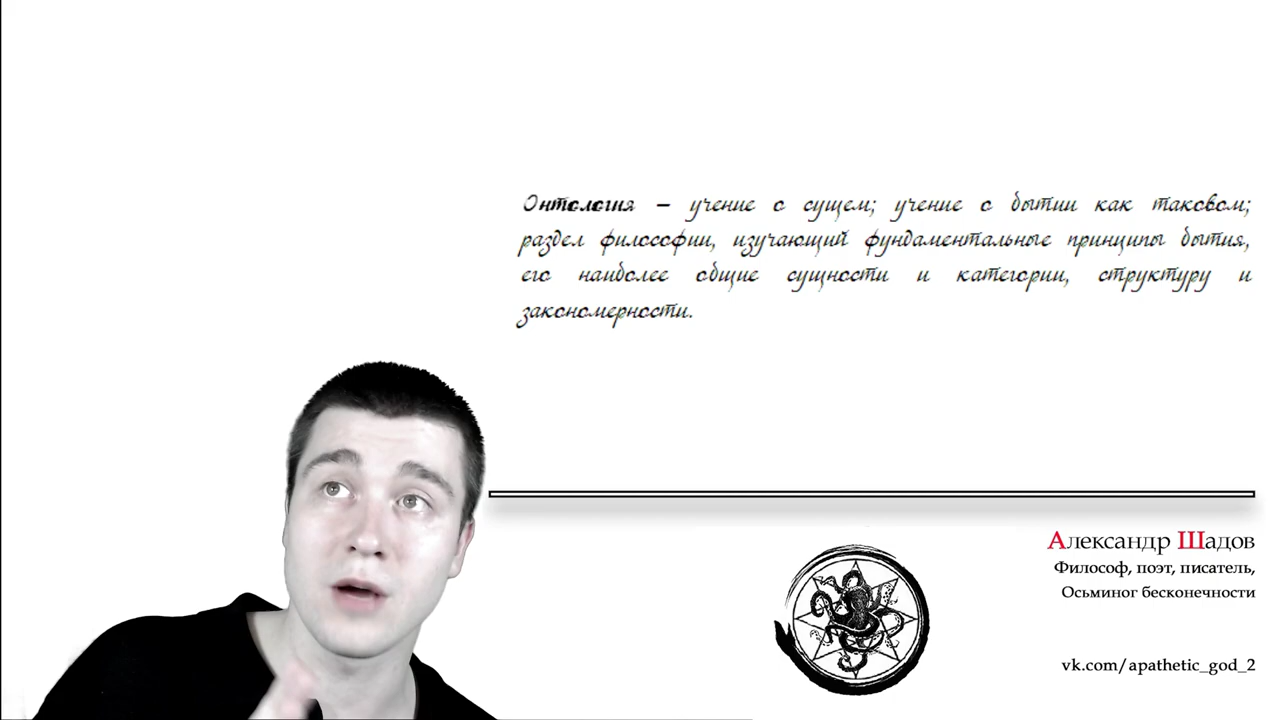 Онтология – учение о сущем; учение о бытии как таковом;
раздел философии, изучающий фундаментальные принципы бытия,
его наиболее общие сущности и категории, структуру и
закономерности.
Александр Шадов
Философ, поэт, писатель,
Осьминог бесконечности
vk.com/apathetic_god_2